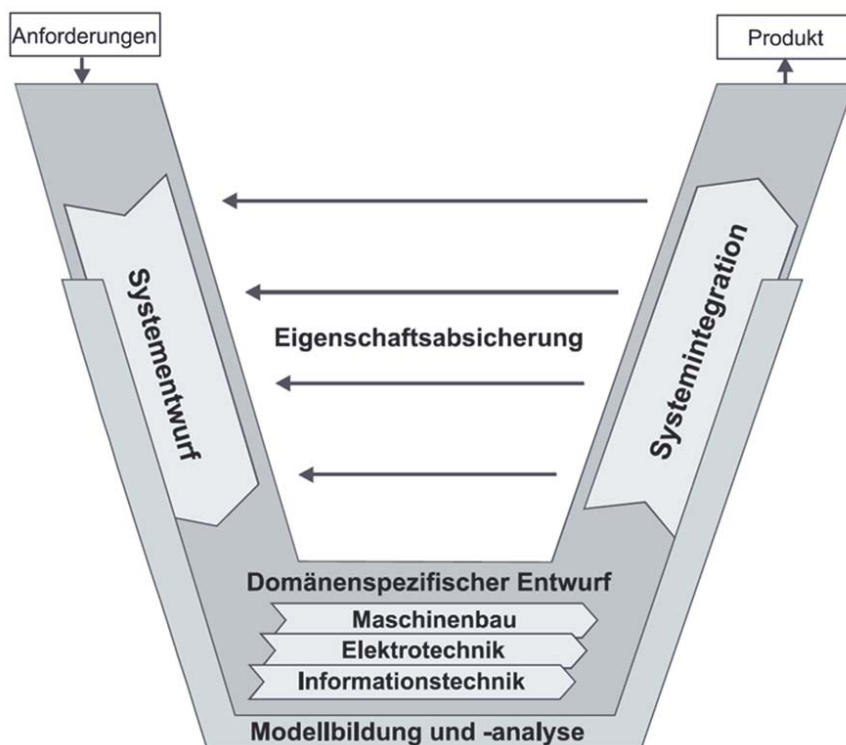 Anforderungen
Produkt
Systementwurf
Eigenschaftsabsicherung
Systemintegration
Domänenspezifischer Entwurf
Maschinenbau
Elektrotechnik
Informationstechnik
Modellbildung und -analyse